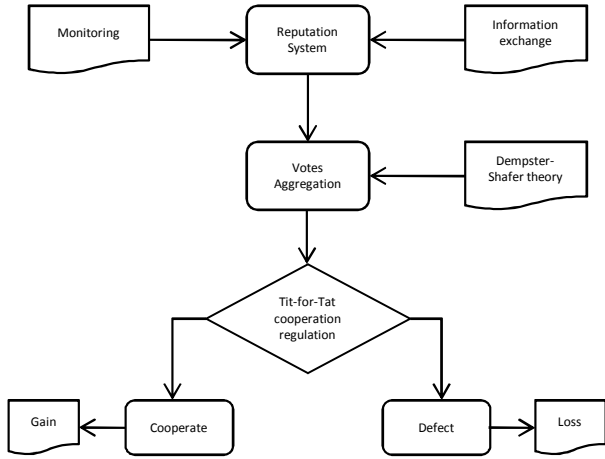 Monitoring
Reputation
System
Information
exchange
Votes
Aggregation
Dempster-
Shafer theory
Tit-for-Tat
cooperation
regulation
Gain
Cooperate
Defect
Loss